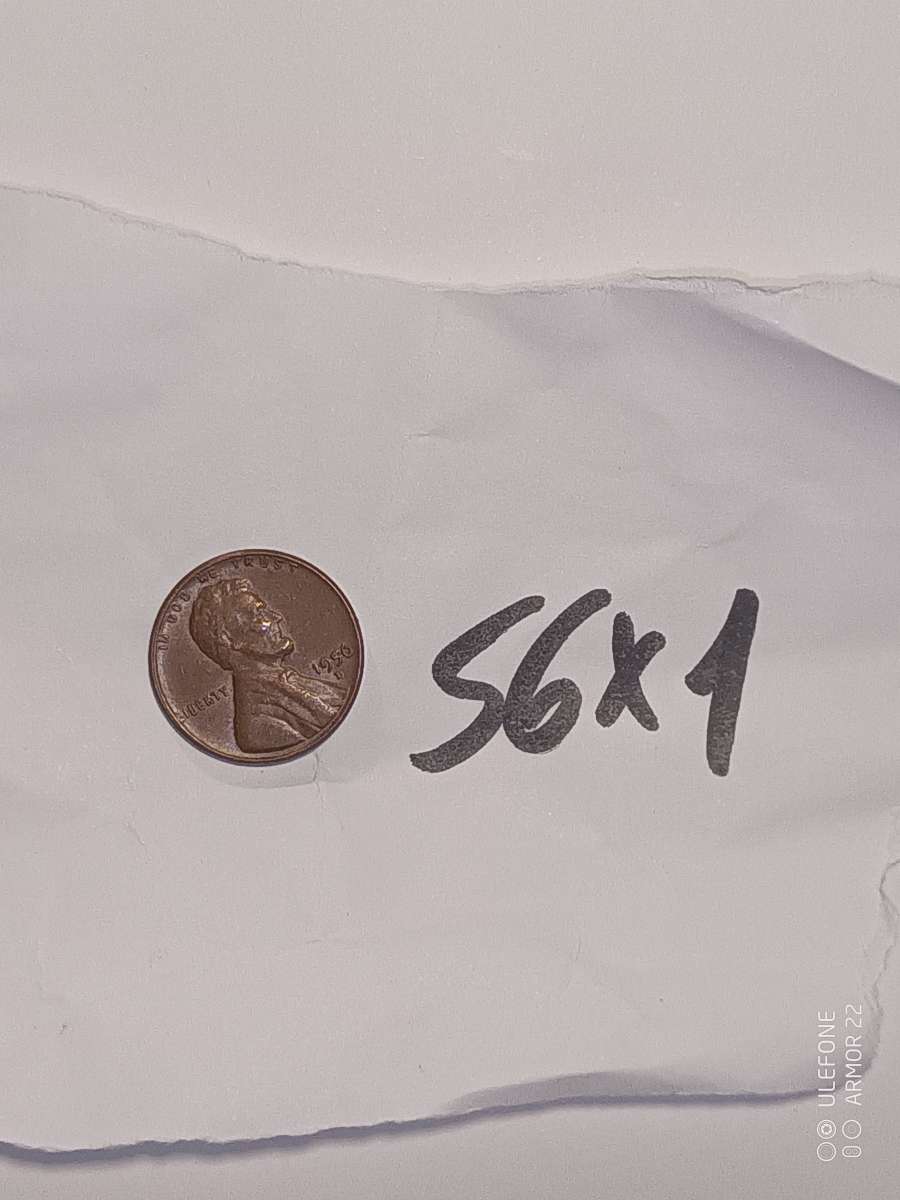 IN GOD WE TRUST
LIBERTY
1956
D
56x1
ULEFONE
ARMOR 22